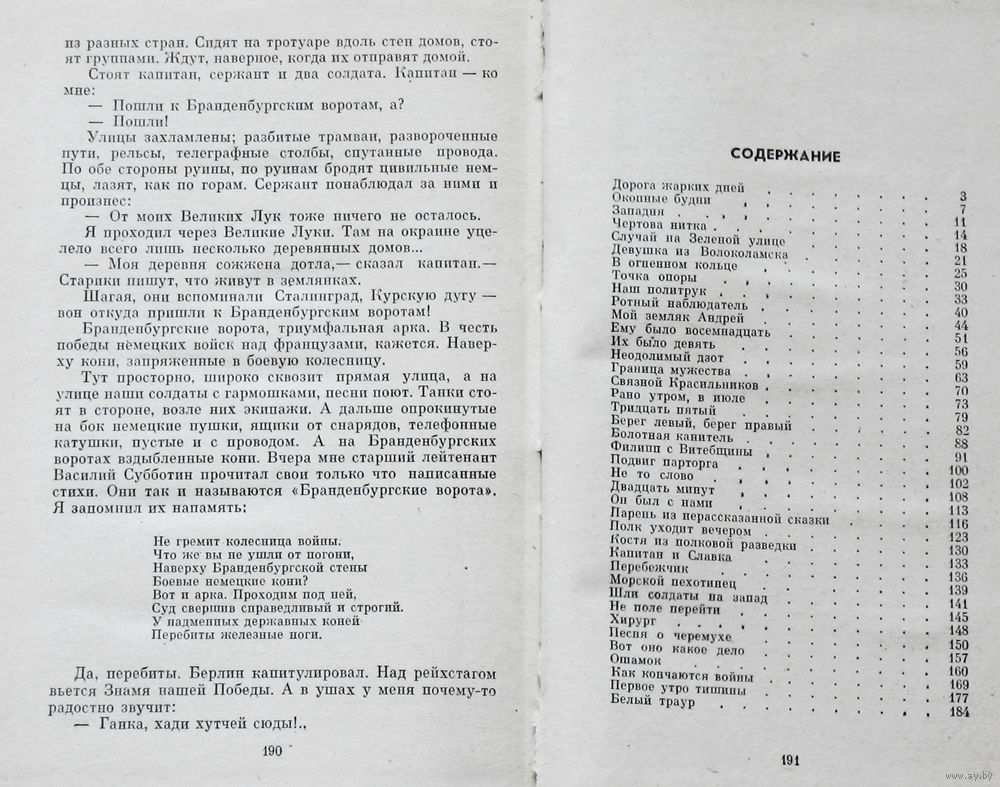 из разных стран. Сидят на тротуаре вдоль стен домов, сто-
ят группами. Ждут, наверное, когда их отправят домой.
Стоят капитан, сержант и два солдата. Капитан — ко
мне:
— Пошли к Бранденбургским воротам, а?
— Пошли!
Улицы захламлены; разбитые трамваи, развороченные
пути, рельсы, телеграфные столбы, спутанные провода.
По обе стороны руины, по руинам бродят цивильные нем-
цы, лазят, как по горам. Сержант понаблюдал за ними и
произнес:
— От моих Великих Лук тоже ничего не осталось.
Я проходил через Великие Луки. Там на окраине уце-
лело всего лишь несколько деревянных домов...
— Моя деревня сожжена дотла,— сказал капитан.—
Старики пишут, что живут в землянках.
Шагая, они вспоминали Сталинград, Курскую дугу —
вон откуда пришли к Бранденбургским воротам!
Бранденбургские ворота, триумфальная арка. В честь
победы немецких войск над французами, кажется. Навер-
ху кони, запряженные в боевую колесницу.
Тут просторно, широко сквозит прямая улица, а на
улице наши солдаты с гармошками, песни поют. Танки сто-
ят в стороне, возле них экипажи. А дальше опрокинутые
на бок немецкие пушки, ящики от снарядов, телефонные
катушки, пустые и с проводом. А на Бранденбургских
воротах вздыбленные кони. Вчера мне старший лейтенант
Василий Субботин прочитал свои только что написанные
стихи. Они так и называются «Бранденбургские ворота».
Я запомнил их напамять:
Не гремит колесница войны.
Что же вы не ушли от погони,
Наверху Бранденбургской стены
Боевые немецкие кони?
Вот и арка. Проходим под ней,
Суд свершив справедливый и строгий.
У надменных державных коней
Перебиты железные ноги.
Да, перебиты. Берлин капитулировал. Над рейхстагом
вьется Знамя нашей Победы. А в ушах у меня почему-то
радостно звучит:
— Ганка, хади хутчей сюды!..
190
СОДЕРЖАНИЕ
Дорога жарких дней 3
Окопные будни 7
Западня 11
Чертова нитка 14
Случай на Зеленой улице 18
Девушка из Волоколамска 21
В огненном кольце 25
Точка опоры 30
Наш политрук 33
Ротный наблюдатель 40
Мой земляк Андрей 44
Ему было восемнадцать 51
Их было девять 56
Неодолимый дзот 59
Граница мужества 63
Связной Красильников 70
Рано утром, в июле 73
Тридцать пятый 79
Берег левый, берег правый 82
Болотная канитель 88
Филипп с Витебщины 91
Подвиг парторга 100
Не то слово 102
Двадцать минут 108
Он был с нами 113
Парень из нерассказанной сказки 116
Полк уходит вечером 123
Костя из полковой разведки 130
Капитан и Славка 133
Перебежчик 136
Морской пехотинец 139
Шли солдаты на запад 141
Не поле перейти 145
Хирург 148
Песня о черемухе 150
Вот оно какое дело 157
Отамок 160
Как кончаются войны 169
Первое утро тишины 177
Белый траур 184
191
www.ay.by